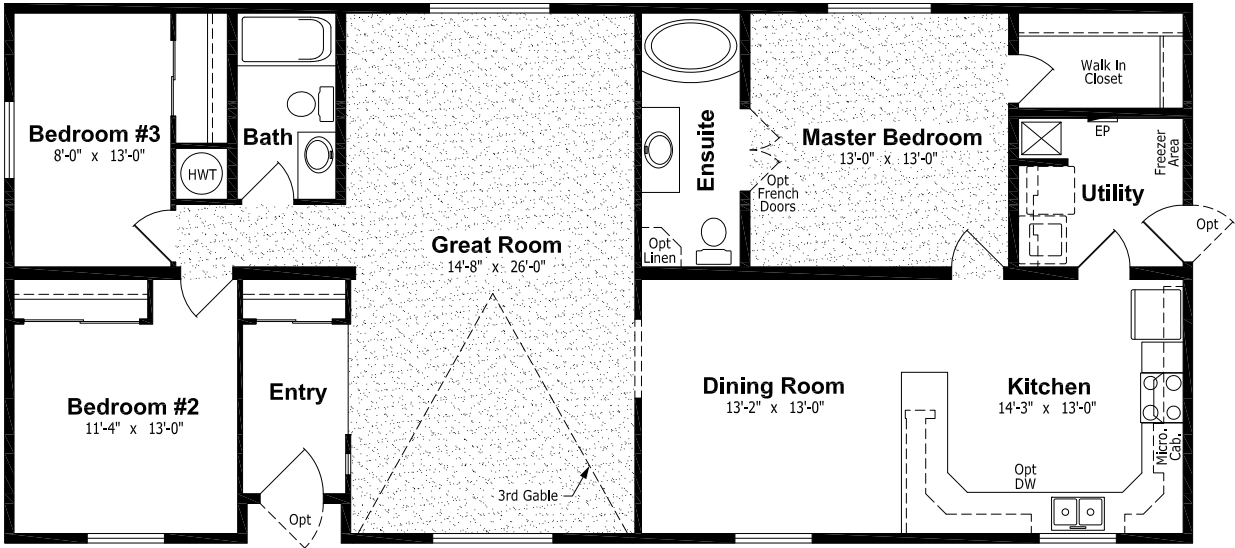 Bedroom #3
8'-0" x 13'-0"
HWT
Bath
Great Room
14'-8" x 26'-0"
Ensuite
Opt
Linen
Opt
French
Doors
Master Bedroom
13'-0" x 13'-0"
Walk In
Closet
EP
Freezer
Area
Utility
Opt
Bedroom #2
11'-4" x 13'-0"
Entry
Opt
3rd Gable
Dining Room
13'-2" x 13'-0"
Kitchen
14'-3" x 13'-0"
Opt
DW
Micro.
Cab.